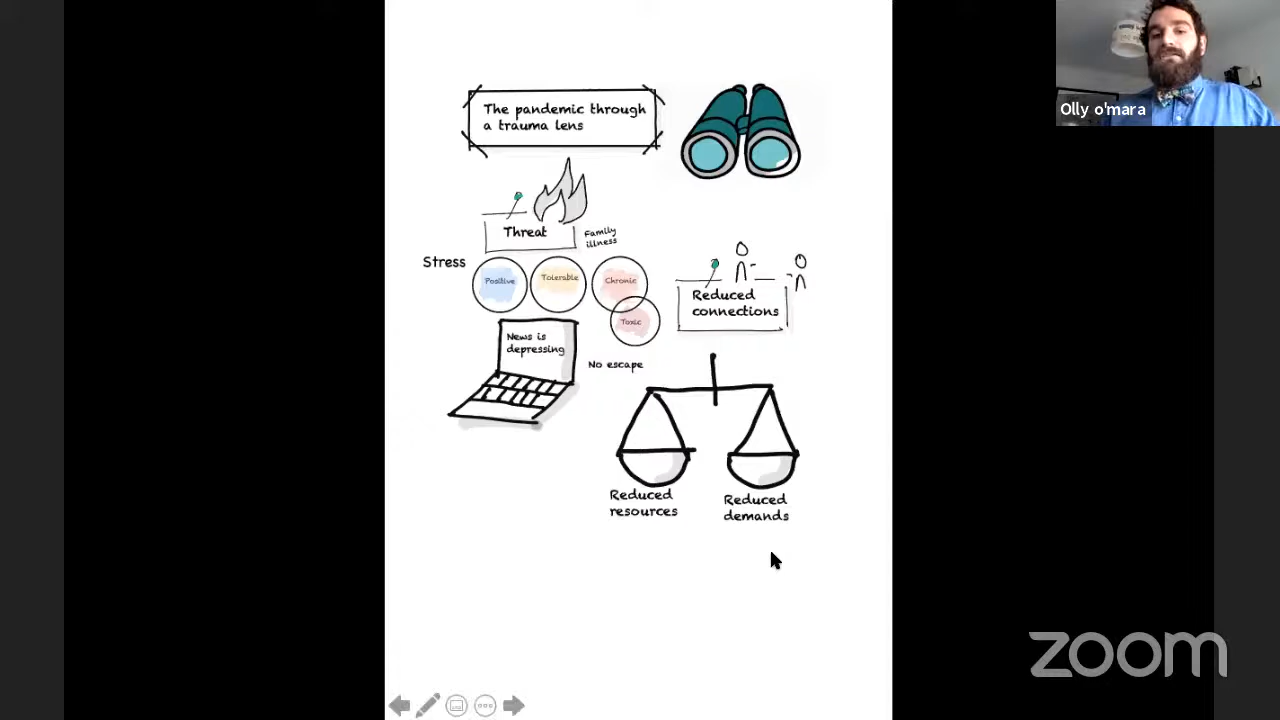 The pandemic through
a trauma lens
Threat
Family
illness
Stress
Positive
Tolerable
Chronic
Toxic
Reduced
connections
News is
depressing
No escape
Reduced
resources
Reduced
demands
Olly o'mara
zoom